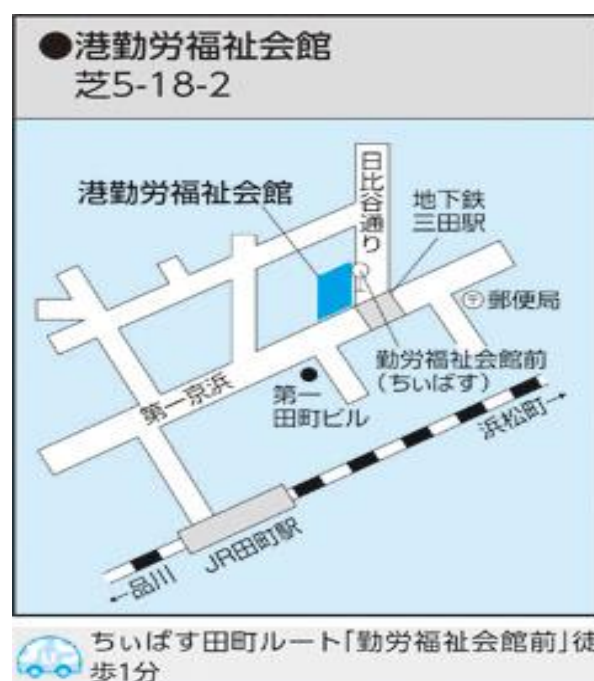 ●港勤労福祉会館
芝5-18-2
港勤労福祉会館
日比谷通り
地下鉄
三田駅
〒郵便局
勤労福祉会館前
(ちぃばす)
第一京浜
第一
田町ビル
浜松町→
JR田町駅
←品川
ちぃばす田町ルート「勤労福祉会館前」徒
歩1分